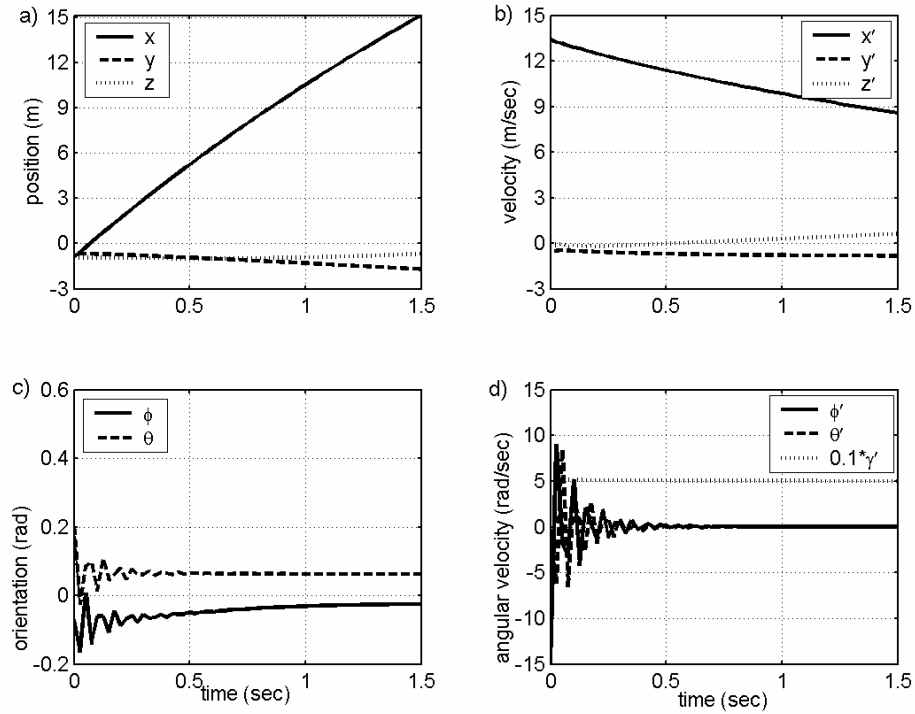 a)
15
12
9
6
3
0
-3
position (m)
x
y
z
0
0.5
1
1.5
b)
15
12
9
6
3
0
-3
velocity (m/sec)
x′
y′
z′
0
0.5
1
1.5
c)
0.6
0.4
0.2
0
-0.2
orientation (rad)
ϕ
θ
0
0.5
1
1.5
time (sec)
d)
15
10
5
0
-5
-10
-15
angular velocity (rad/sec)
ϕ′
θ′
0.1*γ′
0
0.5
1
1.5
time (sec)